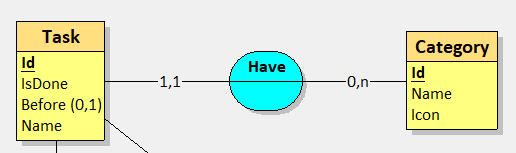 Task
Id
IsDone
Before (0,1)
Name
1,1
Have
0,n
Category
Id
Name
Icon